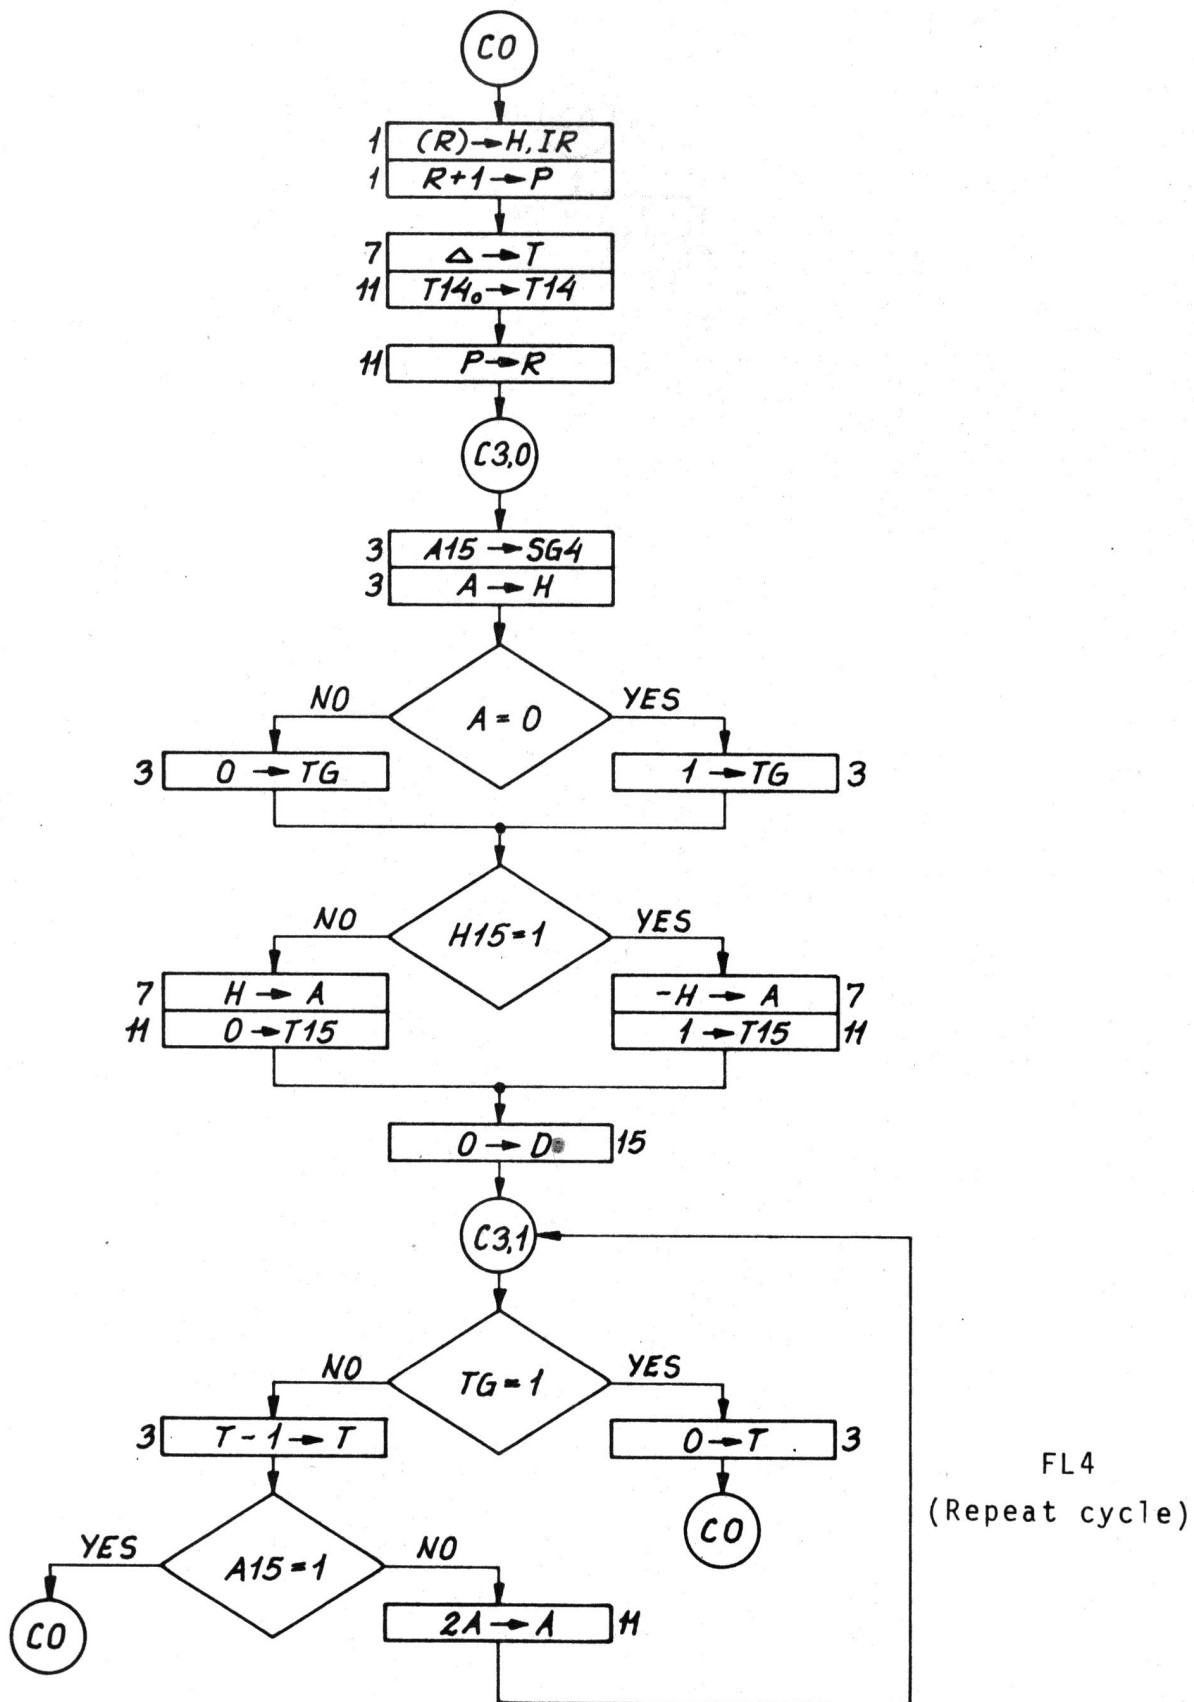 C0
1 (R)→H,IR
1 R+1→P
7 △→T
11 T14₀→T14
11 P→R
C3,0
3 A15→SG4
3 A→H
NO A=0 YES
3 0→TG 1→TG 3
NO H15=1 YES
7 H→A -H→A 7
11 0→T15 1→T15 11
0→D 15
C3,1
NO TG=1 YES
3 T-1→T 0→T 3
FL4
(Repeat cycle)
C0
YES A15=1 NO
2A→A 11
C0